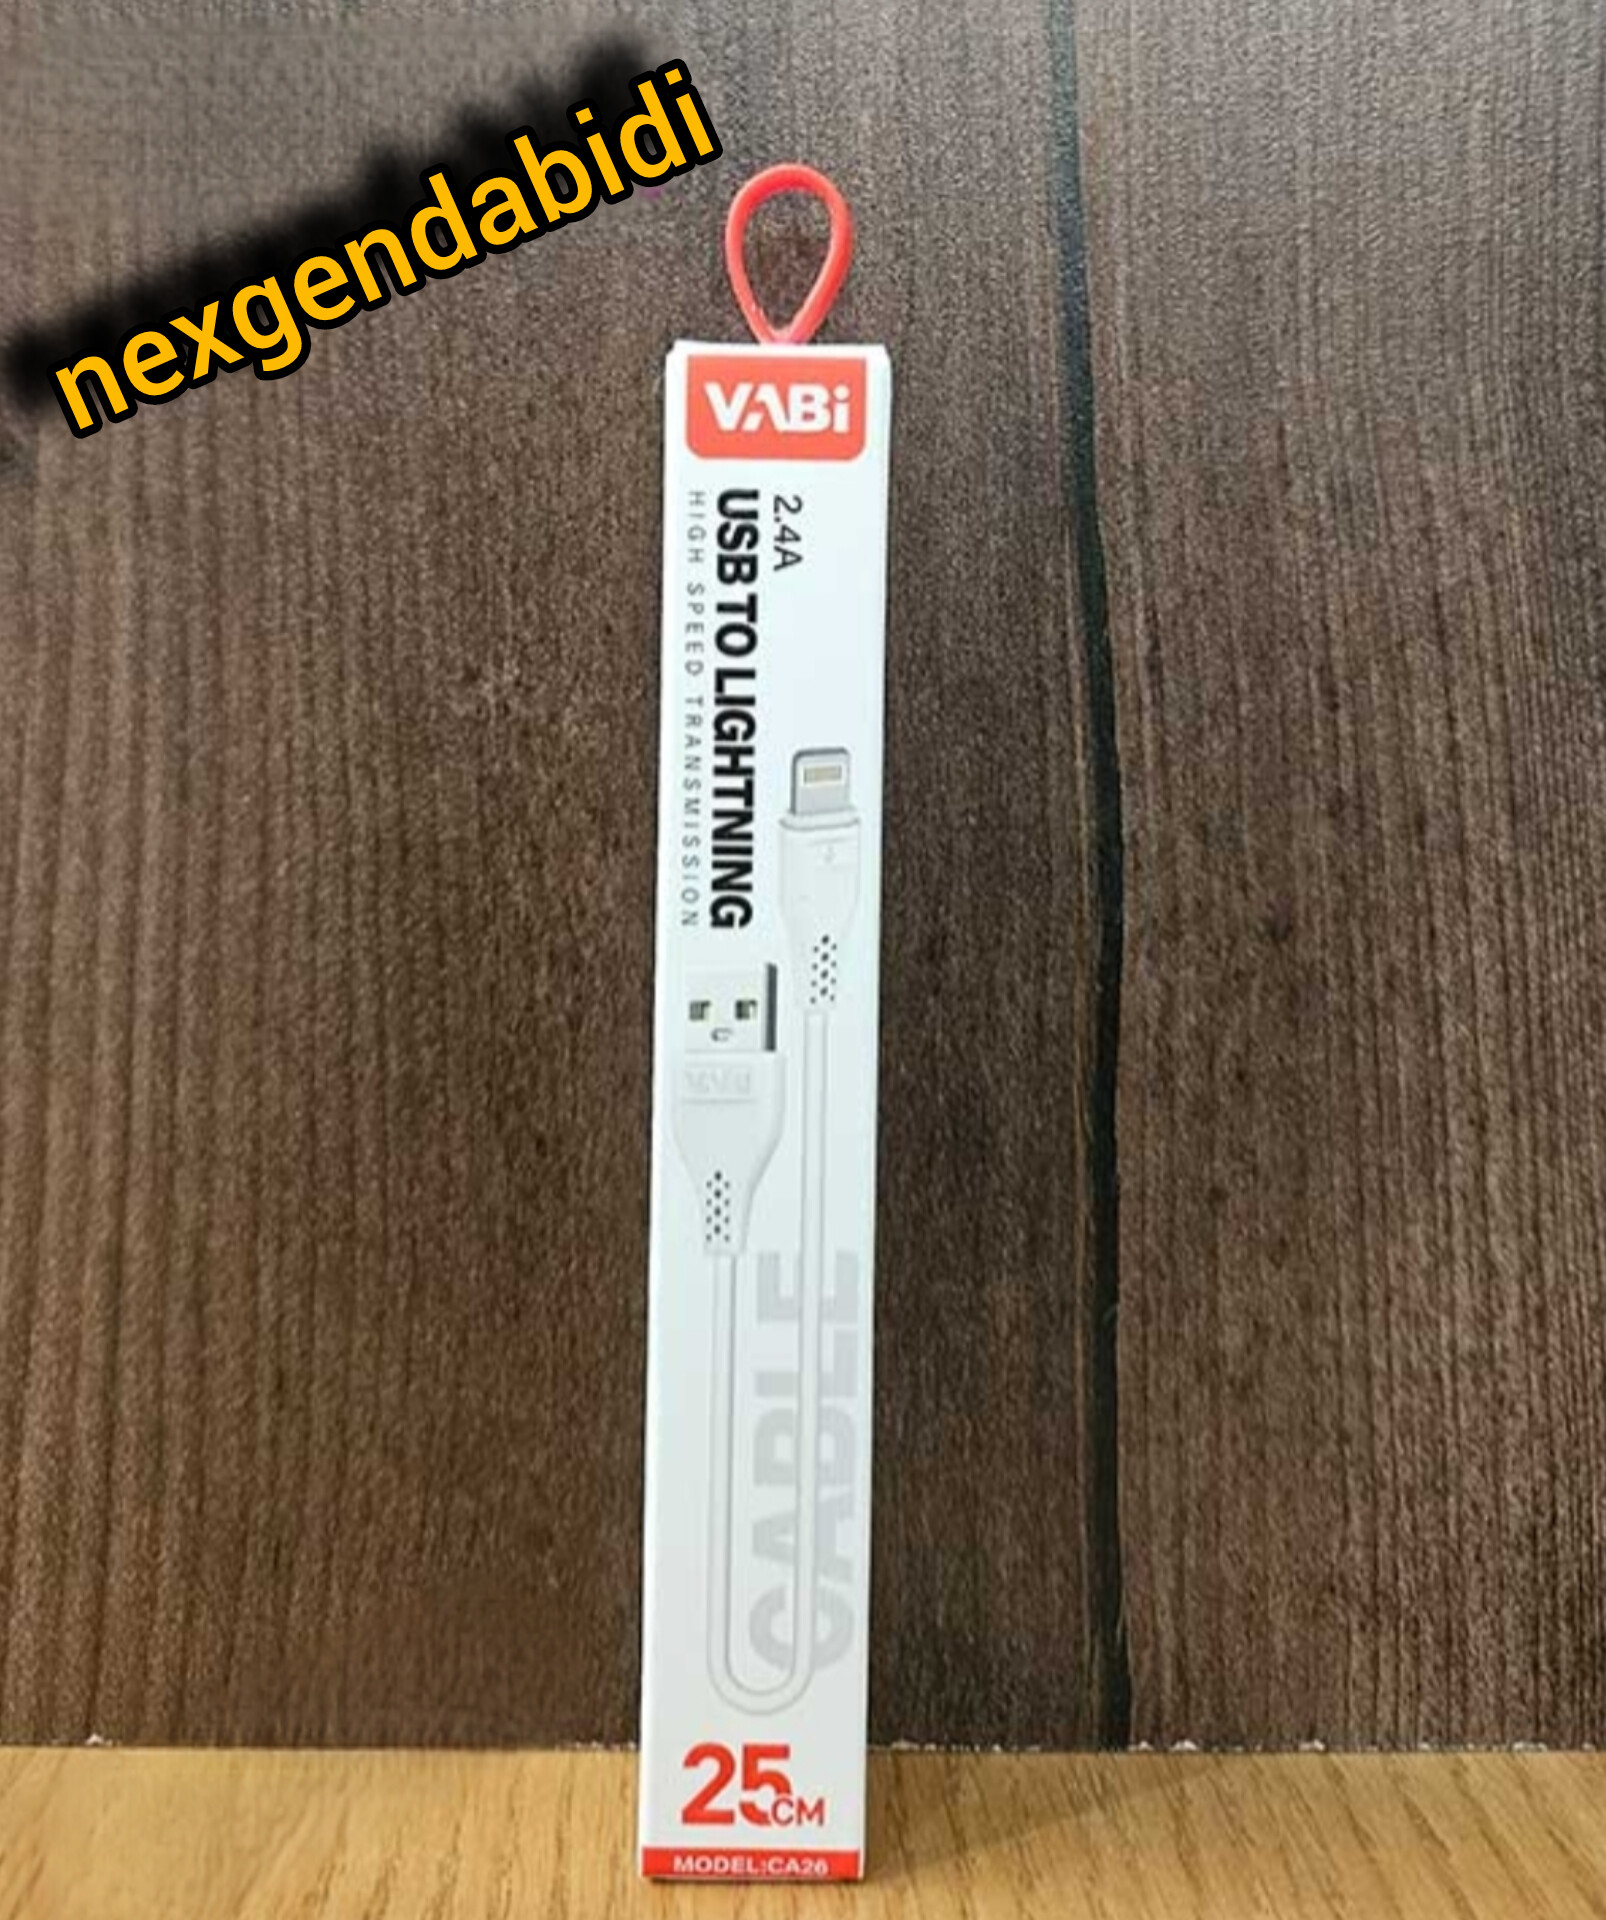 nexgendabidi
VABi
2.4A
USB TO LIGHTNING
HIGH SPEED TRANSMISSION
CABLE
25CM
MODEL:CA26